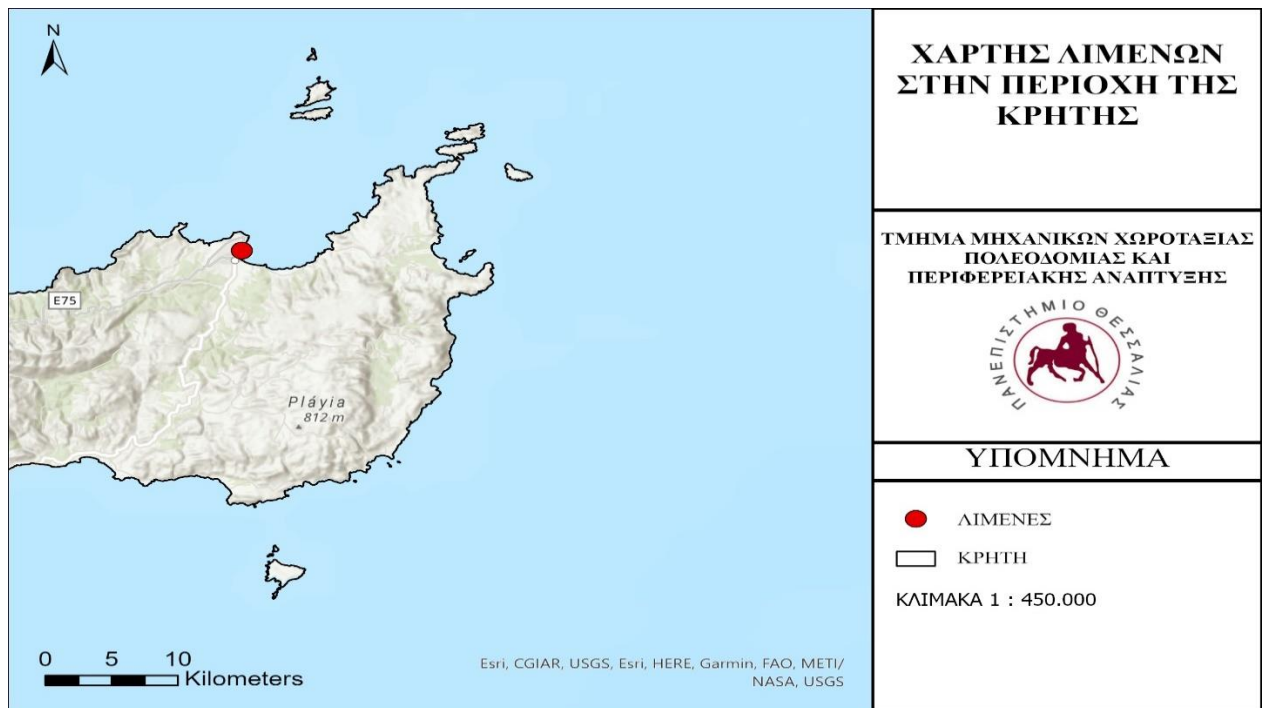 N
E75
Pláyia
812 m
0 5 10
Kilometers
Esri, CGIAR, USGS, Esri, HERE, Garmin, FAO, METI/
NASA, USGS
ΧΑΡΤΗΣ ΛΙΜΕΝΩΝ
ΣΤΗΝ ΠΕΡΙΟΧΗ ΤΗΣ
ΚΡΗΤΗΣ
ΤΜΗΜΑ ΜΗΧΑΝΙΚΩΝ ΧΩΡΟΤΑΞΙΑΣ
ΠΟΛΕΟΔΟΜΙΑΣ ΚΑΙ
ΠΕΡΙΦΕΡΕΙΑΚΗΣ ΑΝΑΠΤΥΞΗΣ
ΠΑΝΕΠΙΣΤΗΜΙΟ ΘΕΣΣΑΛΙΑΣ
ΥΠΟΜΝΗΜΑ
ΛΙΜΕΝΕΣ
ΚΡΗΤΗ
ΚΛΙΜΑΚΑ 1 : 450.000